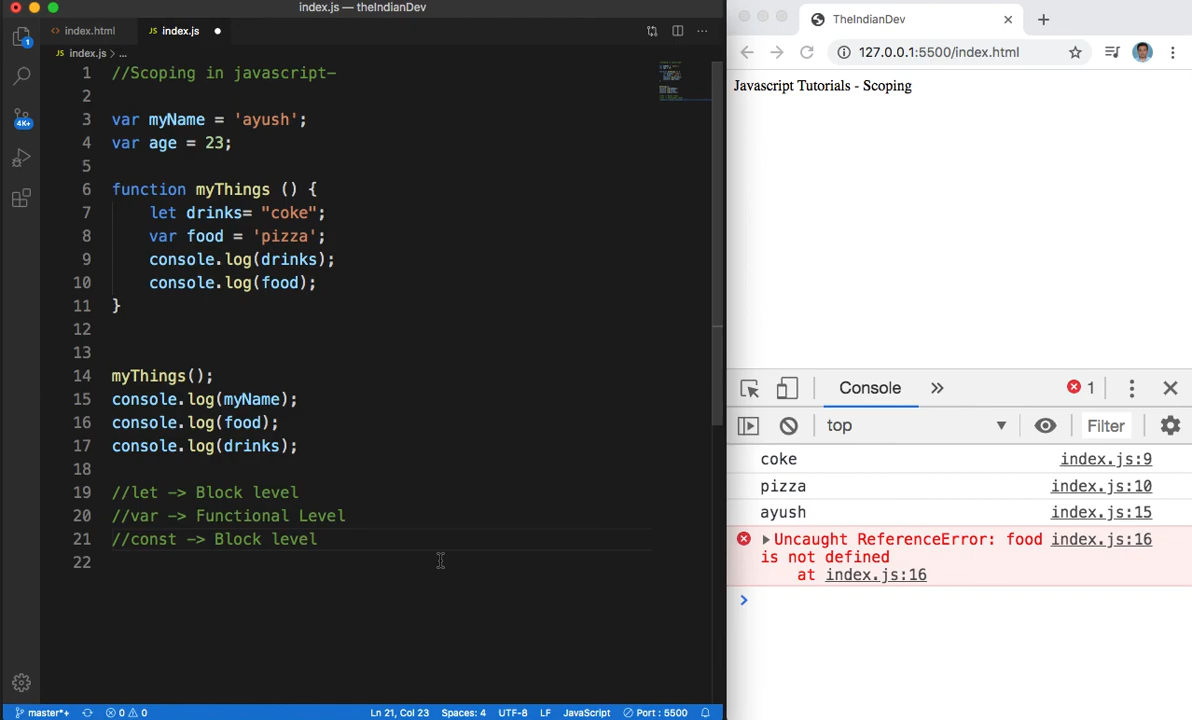 index.js — theIndianDev
index.html
index.js
index.js > ...
1 //Scoping in javascript-
2
3 var myName = 'ayush';
4 var age = 23;
5
6 function myThings () {
7 let drinks= "coke";
8 var food = 'pizza';
9 console.log(drinks);
10 console.log(food);
11 }
12
13
14 myThings();
15 console.log(myName);
16 console.log(food);
17 console.log(drinks);
18
19 //let -> Block level
20 //var -> Functional Level
21 //const -> Block level
22
1
4K+
master*+ 0 0 Ln 21, Col 23 Spaces: 4 UTF-8 LF JavaScript Port : 5500
TheIndianDev
127.0.0.1:5500/index.html
Javascript Tutorials - Scoping
Console » 1
top Filter
coke index.js:9
pizza index.js:10
ayush index.js:15
Uncaught ReferenceError: food index.js:16
is not defined
at index.js:16